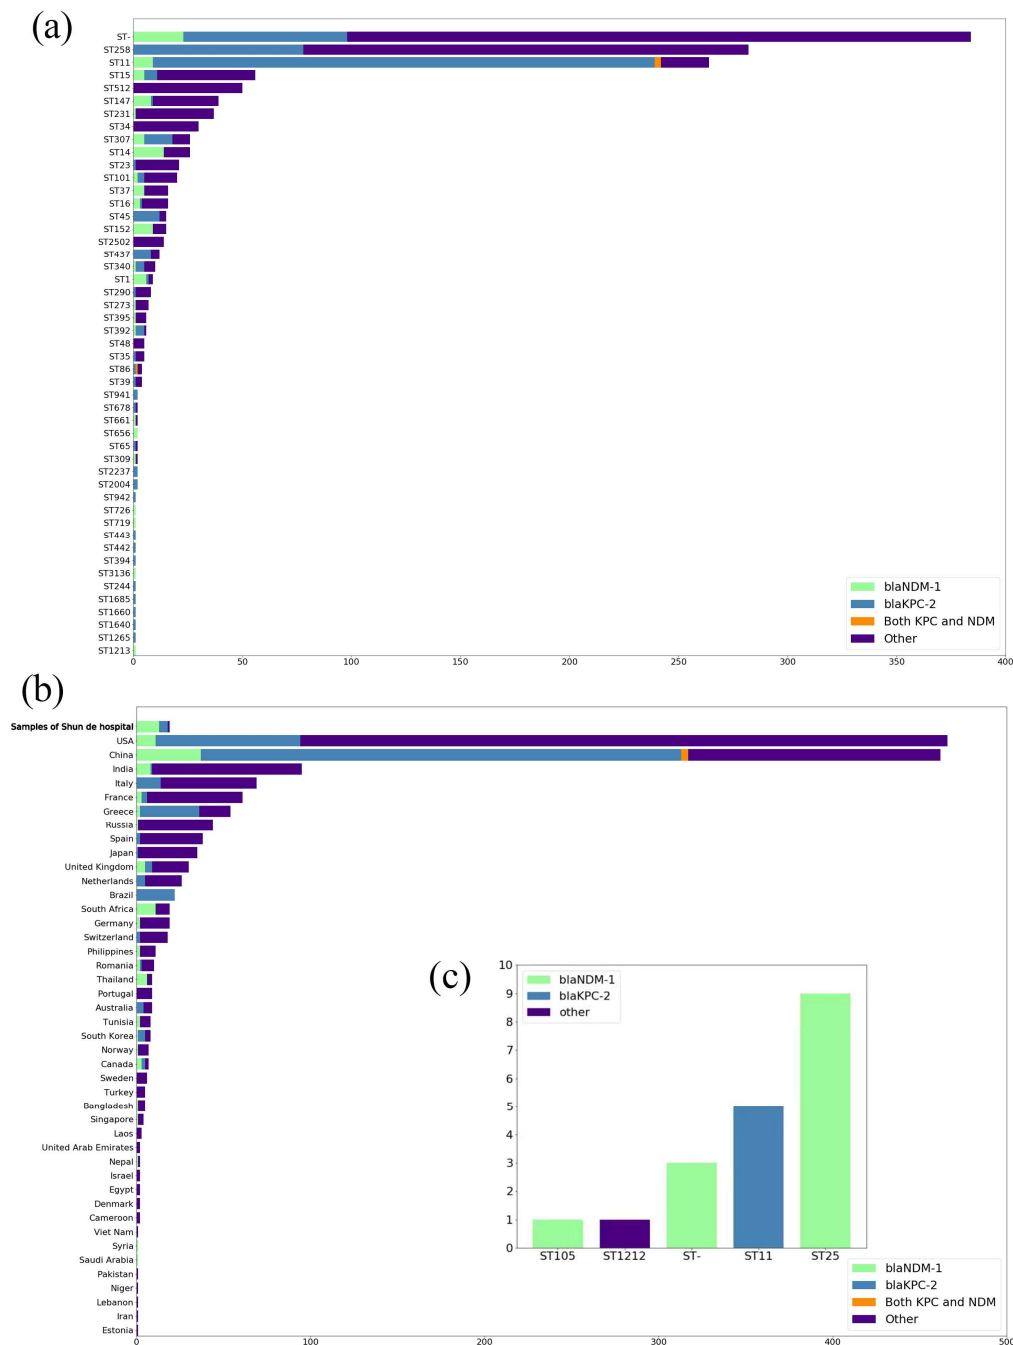 (a)
ST-
ST258
ST11
ST15
ST512
ST147
ST231
ST34
ST307
ST14
ST23
ST101
ST37
ST16
ST45
ST152
ST2502
ST437
ST340
ST1
ST290
ST273
ST395
ST392
ST48
ST35
ST86
ST39
ST941
ST678
ST661
ST656
ST65
ST309
ST2237
ST2004
ST942
ST726
ST719
ST443
ST442
ST394
ST3136
ST244
ST1685
ST1660
ST1640
ST1265
ST1213
0 50 100 150 200 250 300 350 400
blaNDM-1
blaKPC-2
Both KPC and NDM
Other
(b)
Samples of Shun de hospital
USA
China
India
Italy
France
Greece
Russia
Spain
Japan
United Kingdom
Netherlands
Brazil
South Africa
Germany
Switzerland
Philippines
Romania
Thailand
Portugal
Australia
Tunisia
South Korea
Norway
Canada
Sweden
Turkey
Bangladesh
Singapore
Laos
United Arab Emirates
Nepal
Israel
Egypt
Denmark
Cameroon
Viet Nam
Syria
Saudi Arabia
Pakistan
Niger
Lebanon
Iran
Estonia
0 100 200 300 400 500
blaNDM-1
blaKPC-2
Both KPC and NDM
Other
(c)
10
9
8
7
6
5
4
3
2
1
0
blaNDM-1
blaKPC-2
other
ST105 ST1212 ST- ST11 ST25